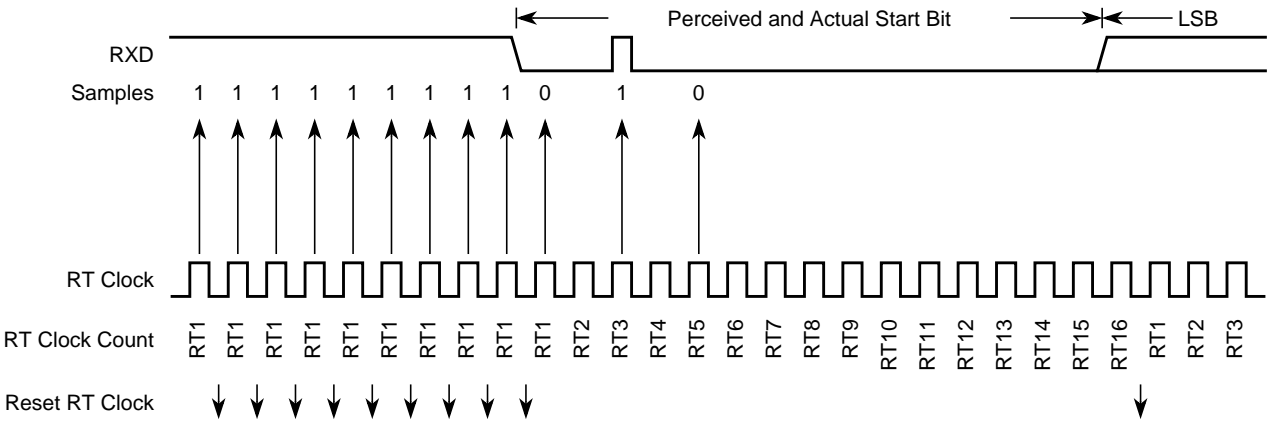 Perceived and Actual Start Bit LSB
RXD
Samples 1 1 1 1 1 1 1 1 1 0 1 0
RT Clock
RT Clock Count RT1 RT1 RT1 RT1 RT1 RT1 RT1 RT1 RT1 RT1 RT2 RT3 RT4 RT5 RT6 RT7 RT8 RT9 RT10 RT11 RT12 RT13 RT14 RT15 RT16 RT1 RT2 RT3
Reset RT Clock